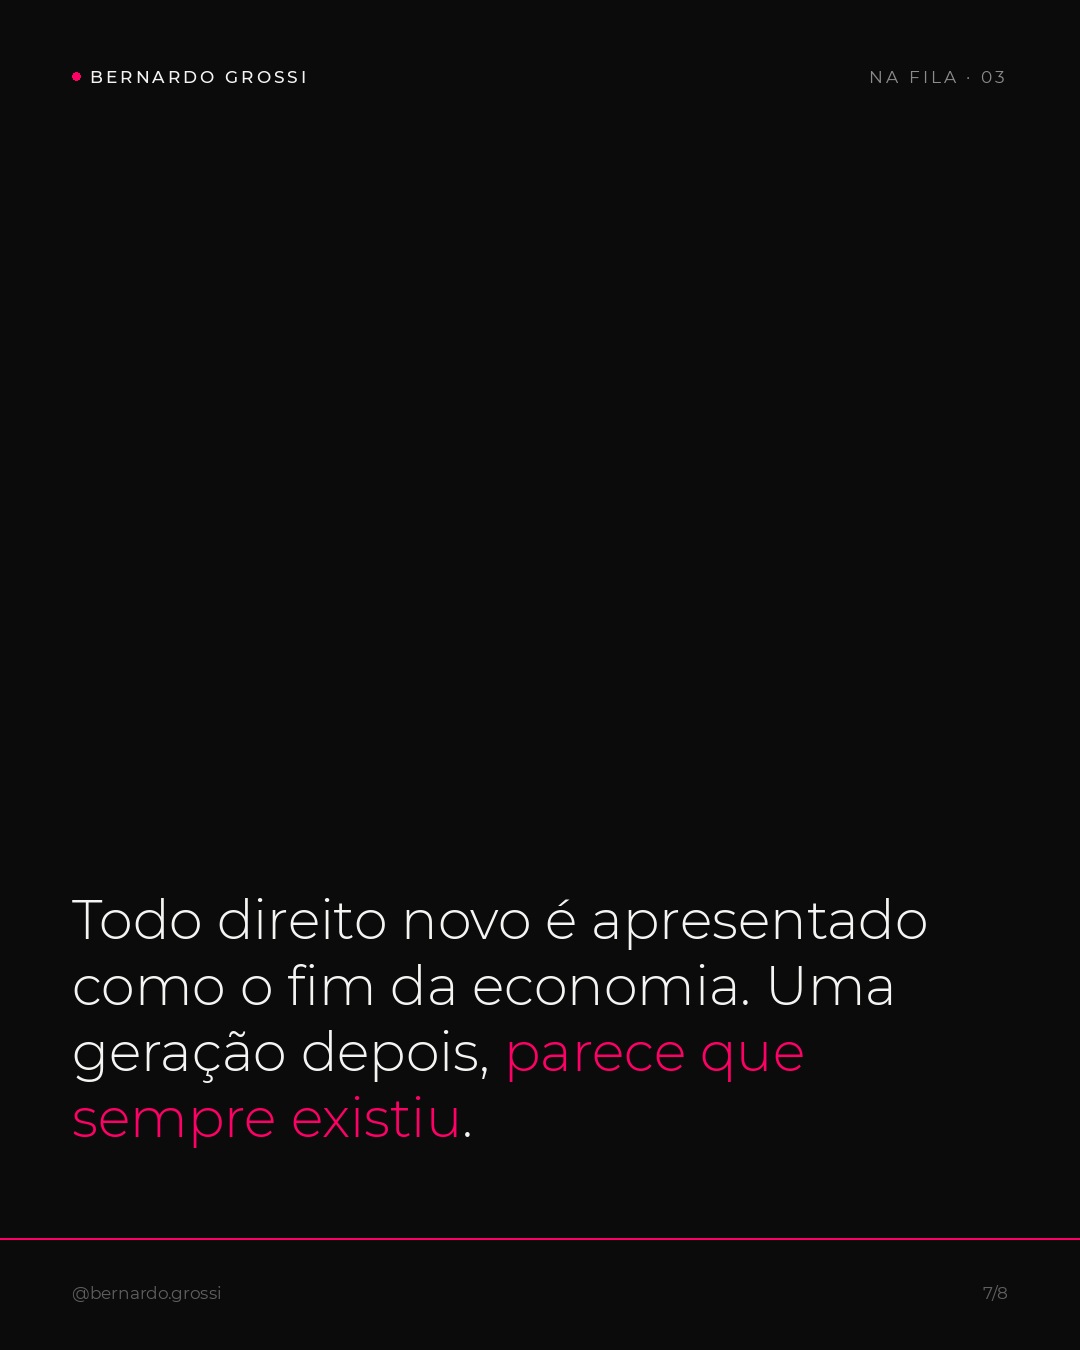 BERNARDO GROSSI
NA FILA · 03
Todo direito novo é apresentado
como o fim da economia. Uma
geração depois, parece que
sempre existiu.
@bernardo.grossi
7/8